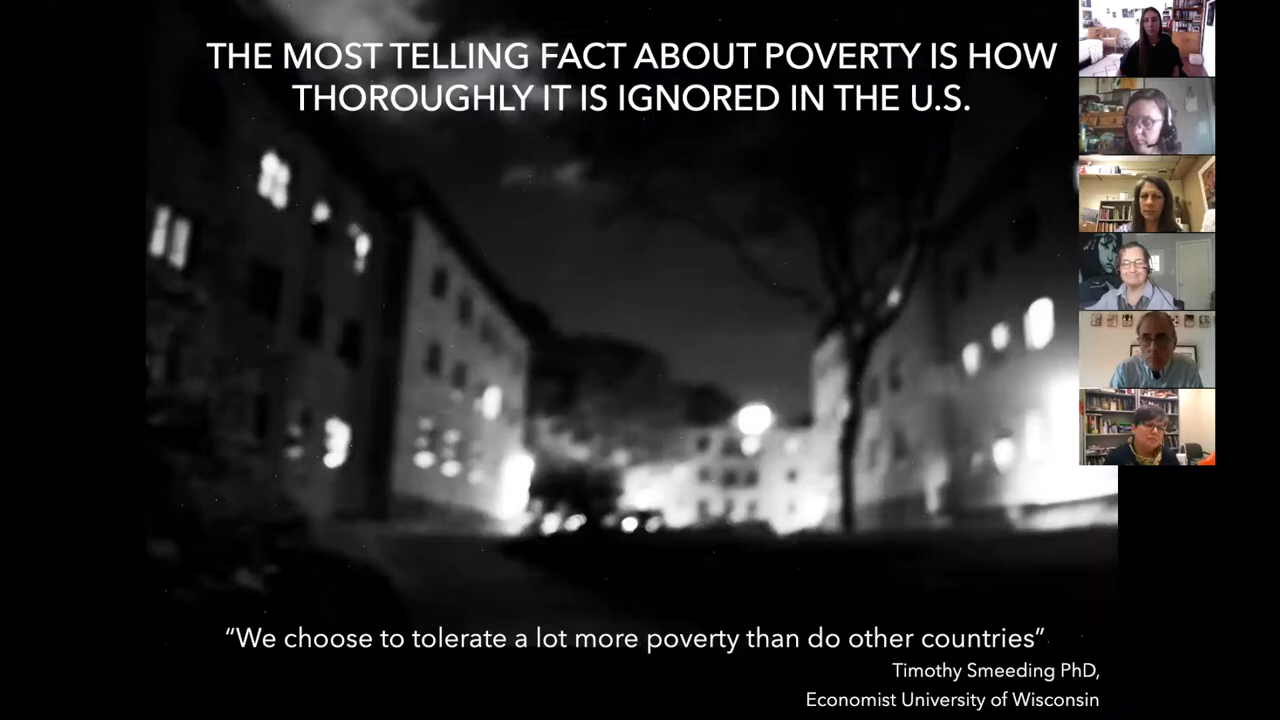 THE MOST TELLING FACT ABOUT POVERTY IS HOW
THOROUGHLY IT IS IGNORED IN THE U.S.
“We choose to tolerate a lot more poverty than do other countries”
Timothy Smeeding PhD,
Economist University of Wisconsin